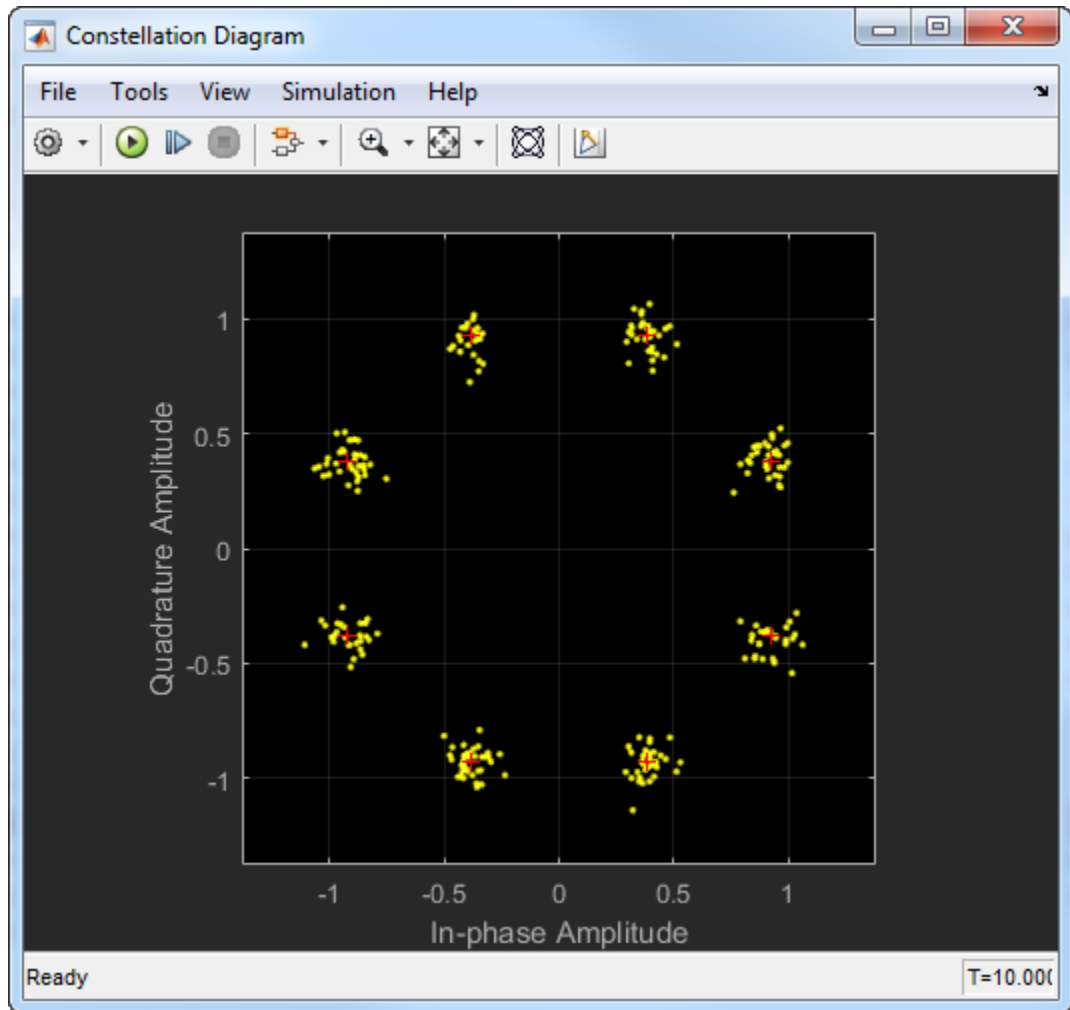 Constellation Diagram
File Tools View Simulation Help
1
0.5
0
-0.5
-1
Quadrature Amplitude
-1 -0.5 0 0.5 1
In-phase Amplitude
Ready T=10.00